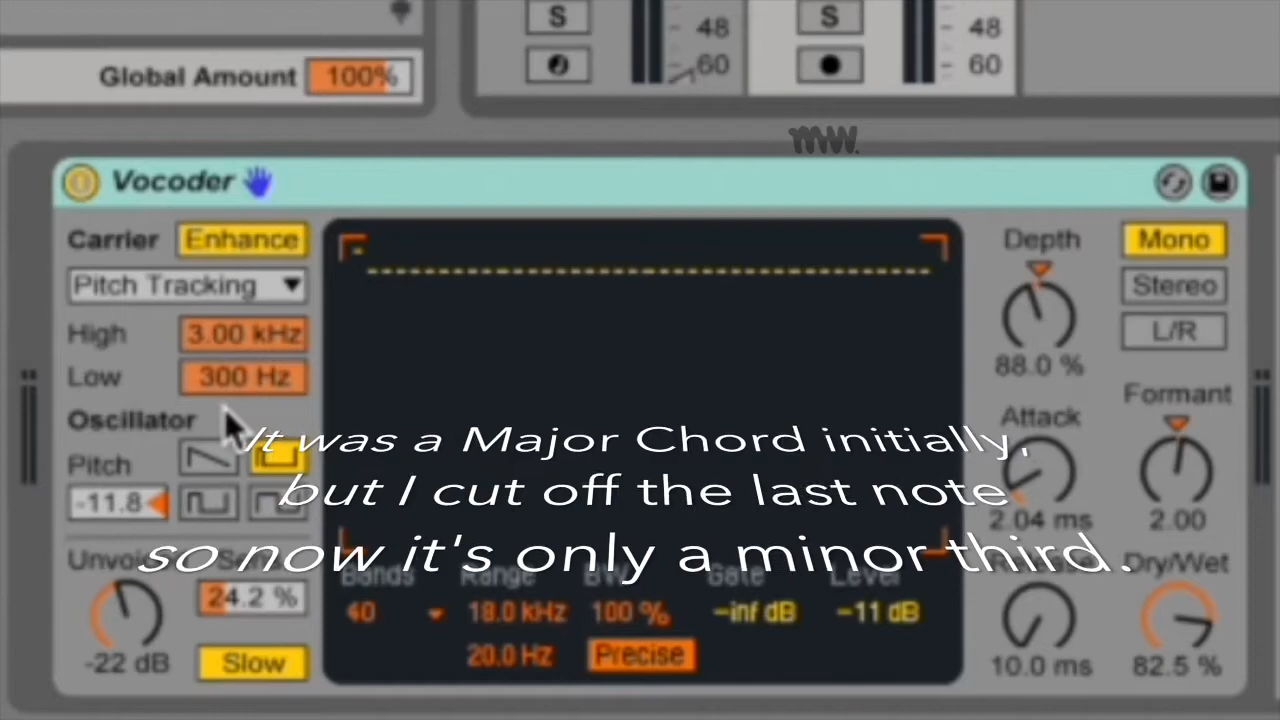 S
S
48
48
60
60
Global Amount 100%
mw.
Vocoder
Carrier Enhance
Pitch Tracking
High 3.00 kHz
Low 300 Hz
Oscillator
Pitch
-11.8
-22 dB
24.2 %
Slow
It was a Major Chord initially,
but I cut off the last note
so now it's only a minor third.
Bands Range BW Gate Level
40 18.0 kHz 100 % -inf dB -11 dB
20.0 Hz Precise
Depth
88.0 %
Attack
2.04 ms
10.0 ms
Mono
Stereo
L/R
Formant
2.00
Dry/Wet
82.5 %